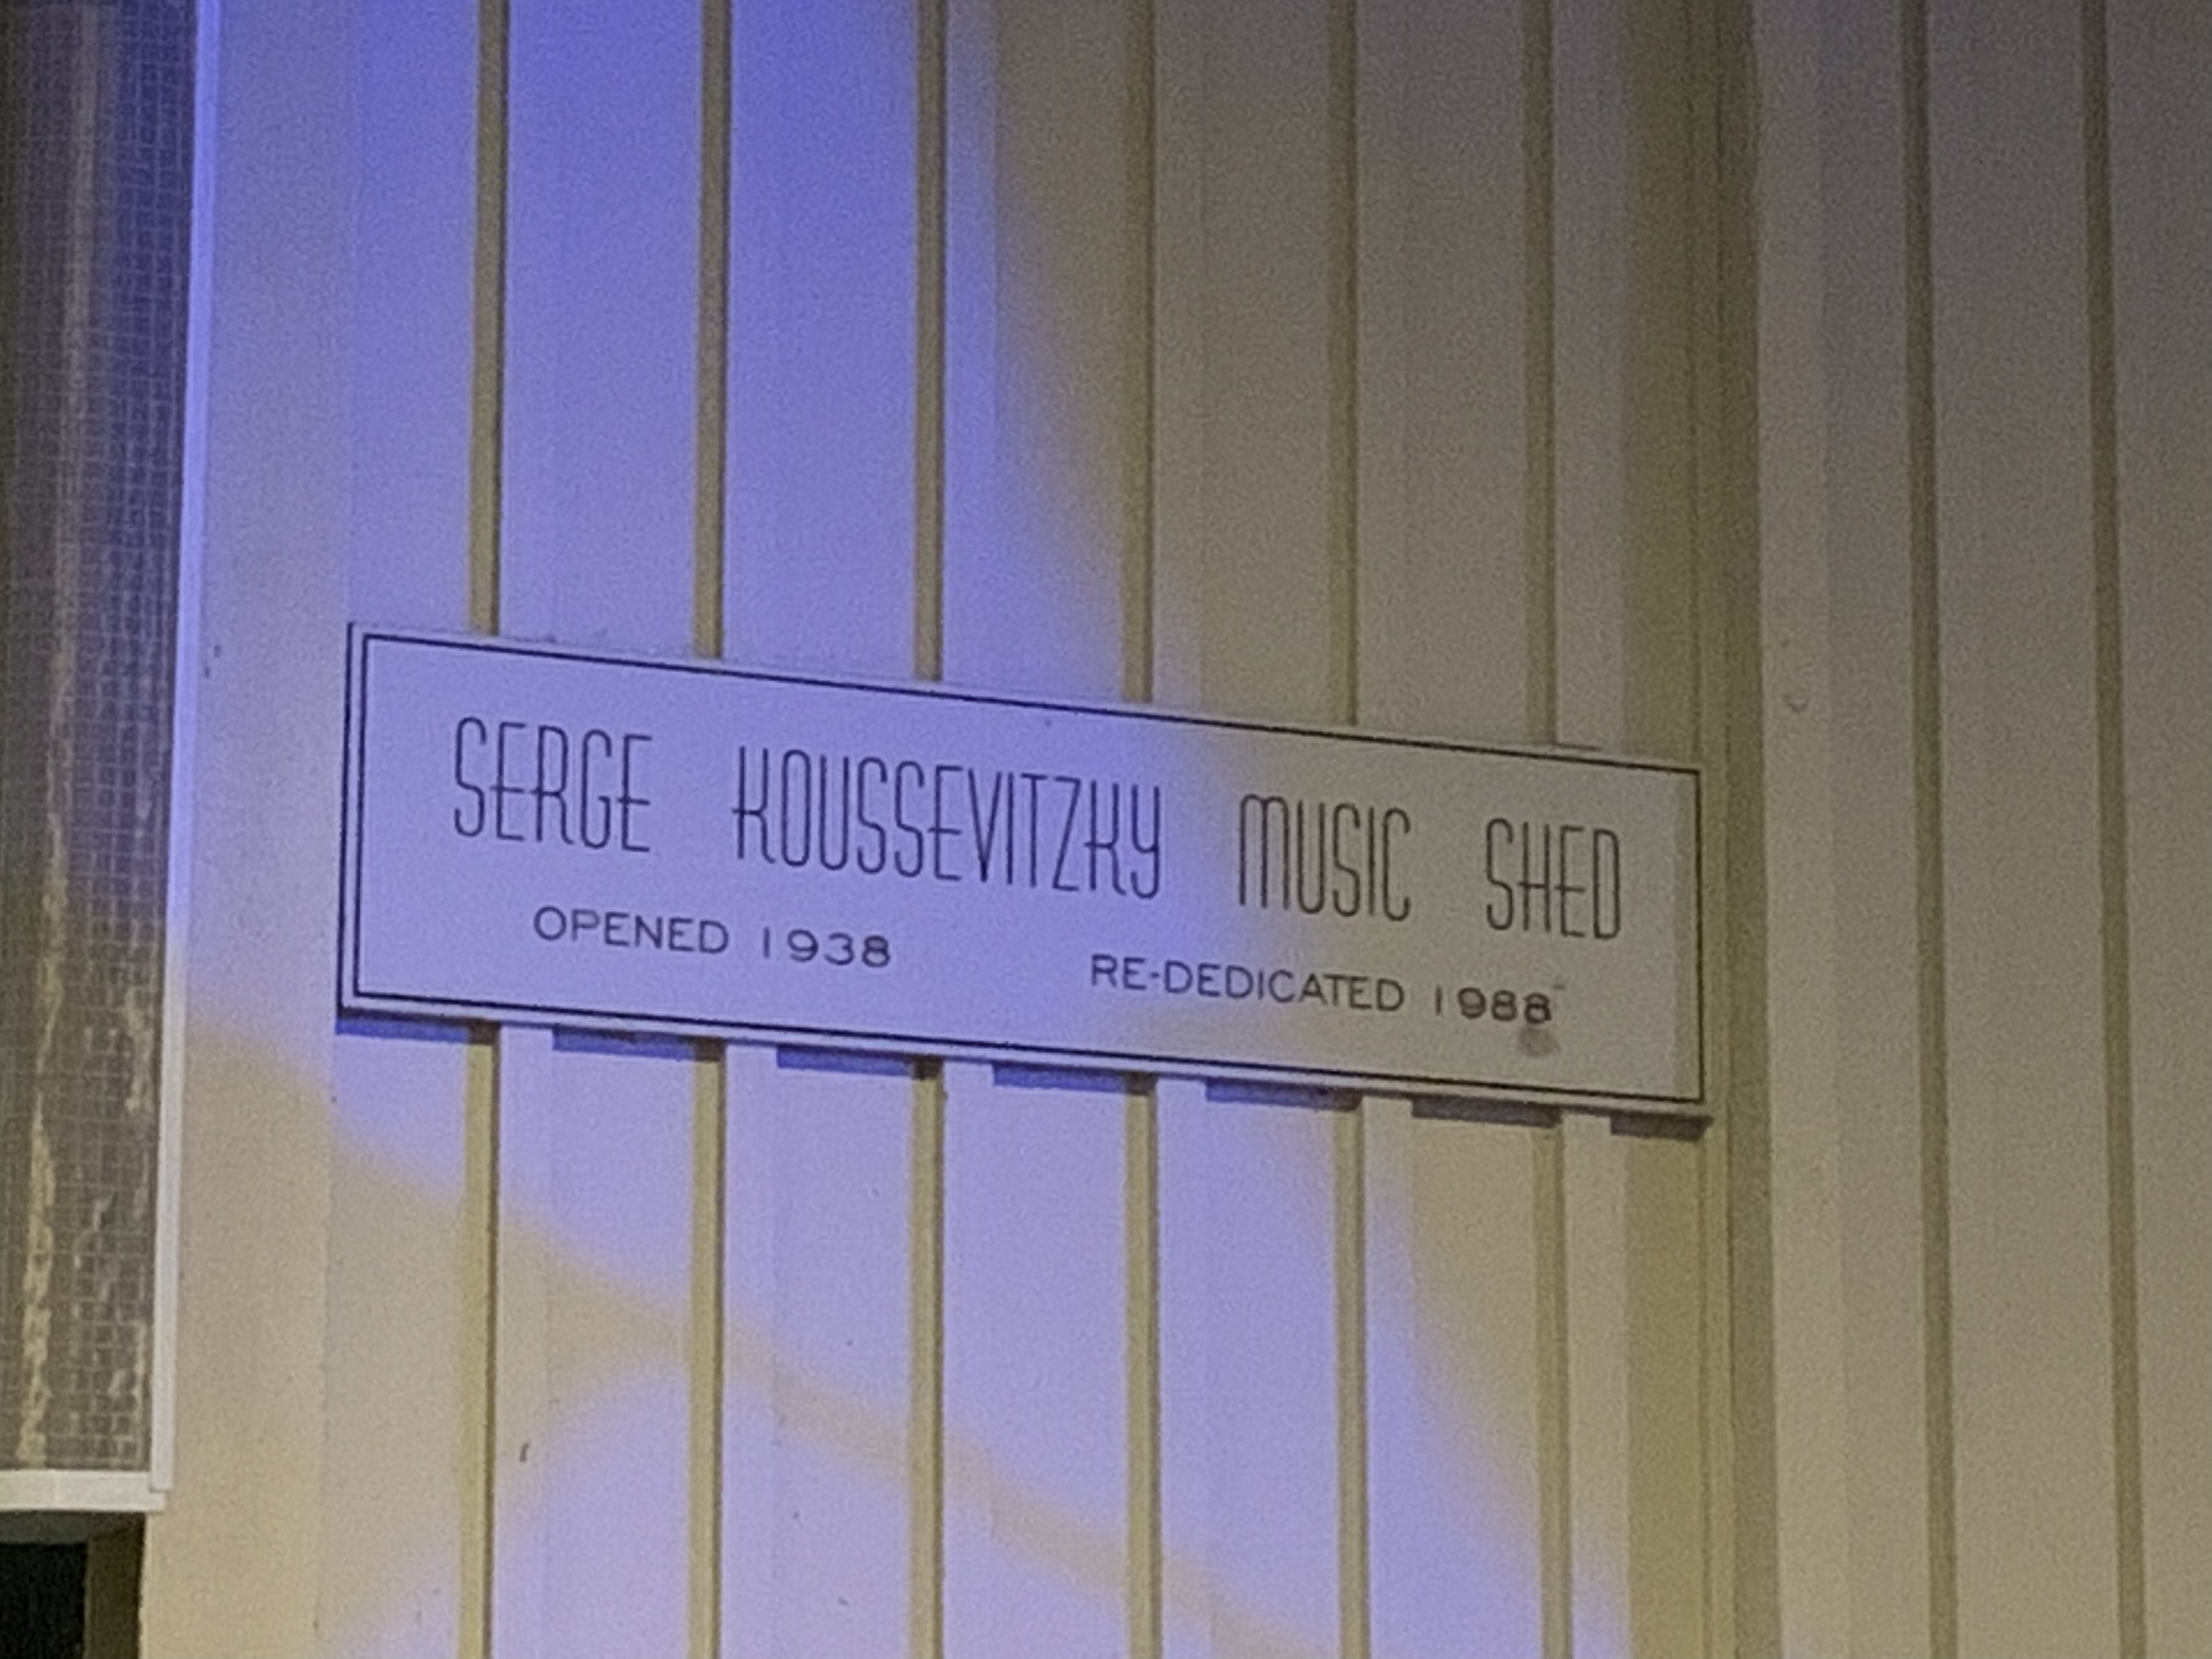 SERGE KOUSSEVITZKY MUSIC SHED
OPENED 1938 RE-DEDICATED 1988